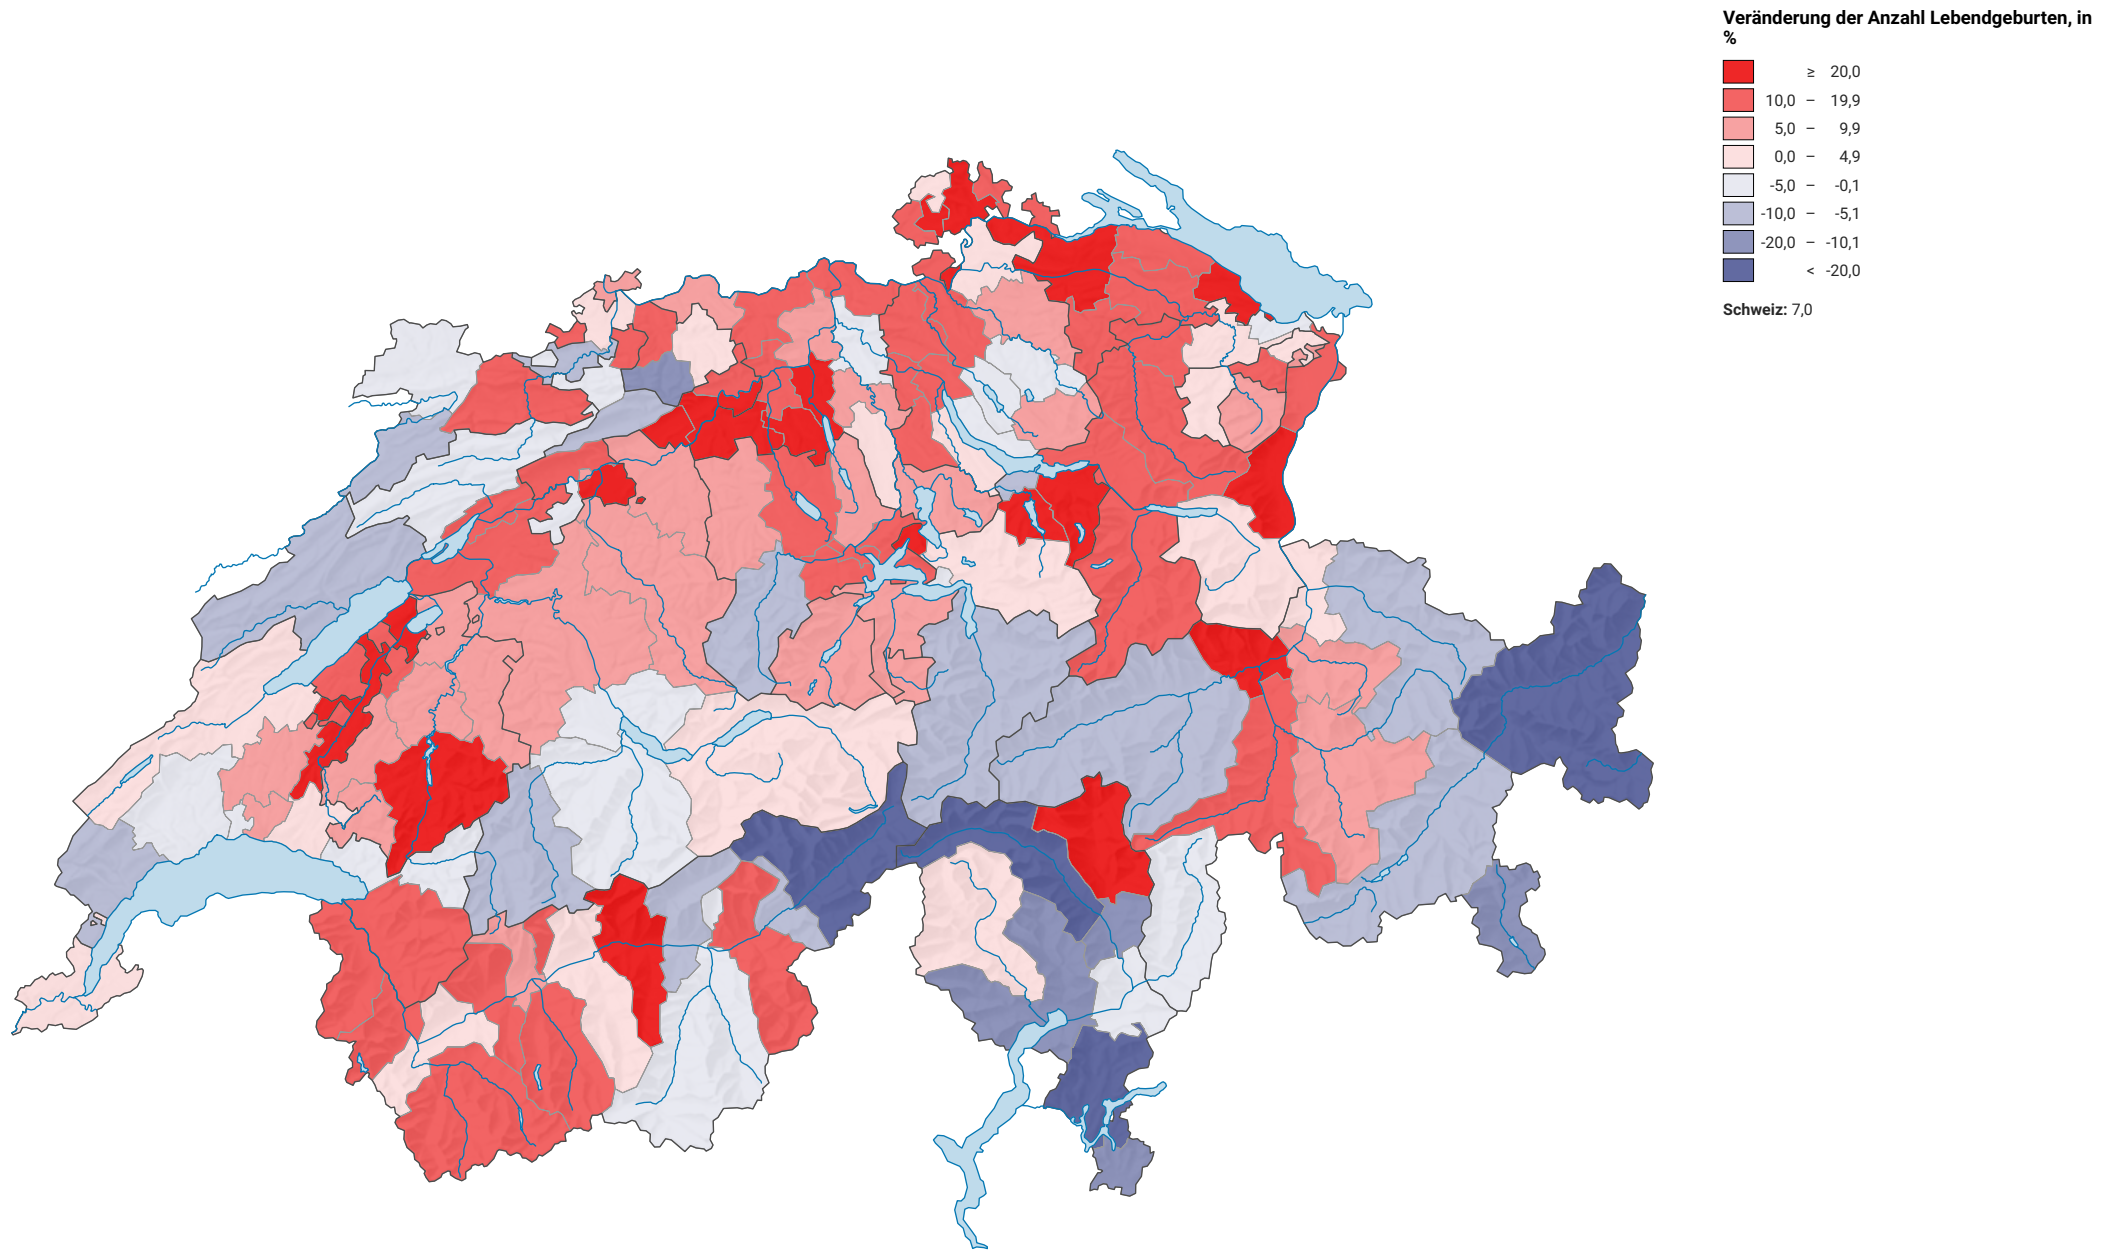 Veränderung der Anzahl Lebendgeburten, in
%
≥ 20,0
10,0 – 19,9
5,0 – 9,9
0,0 – 4,9
-5,0 – -0,1
-10,0 – -5,1
-20,0 – -10,1
< -20,0
Schweiz: 7,0